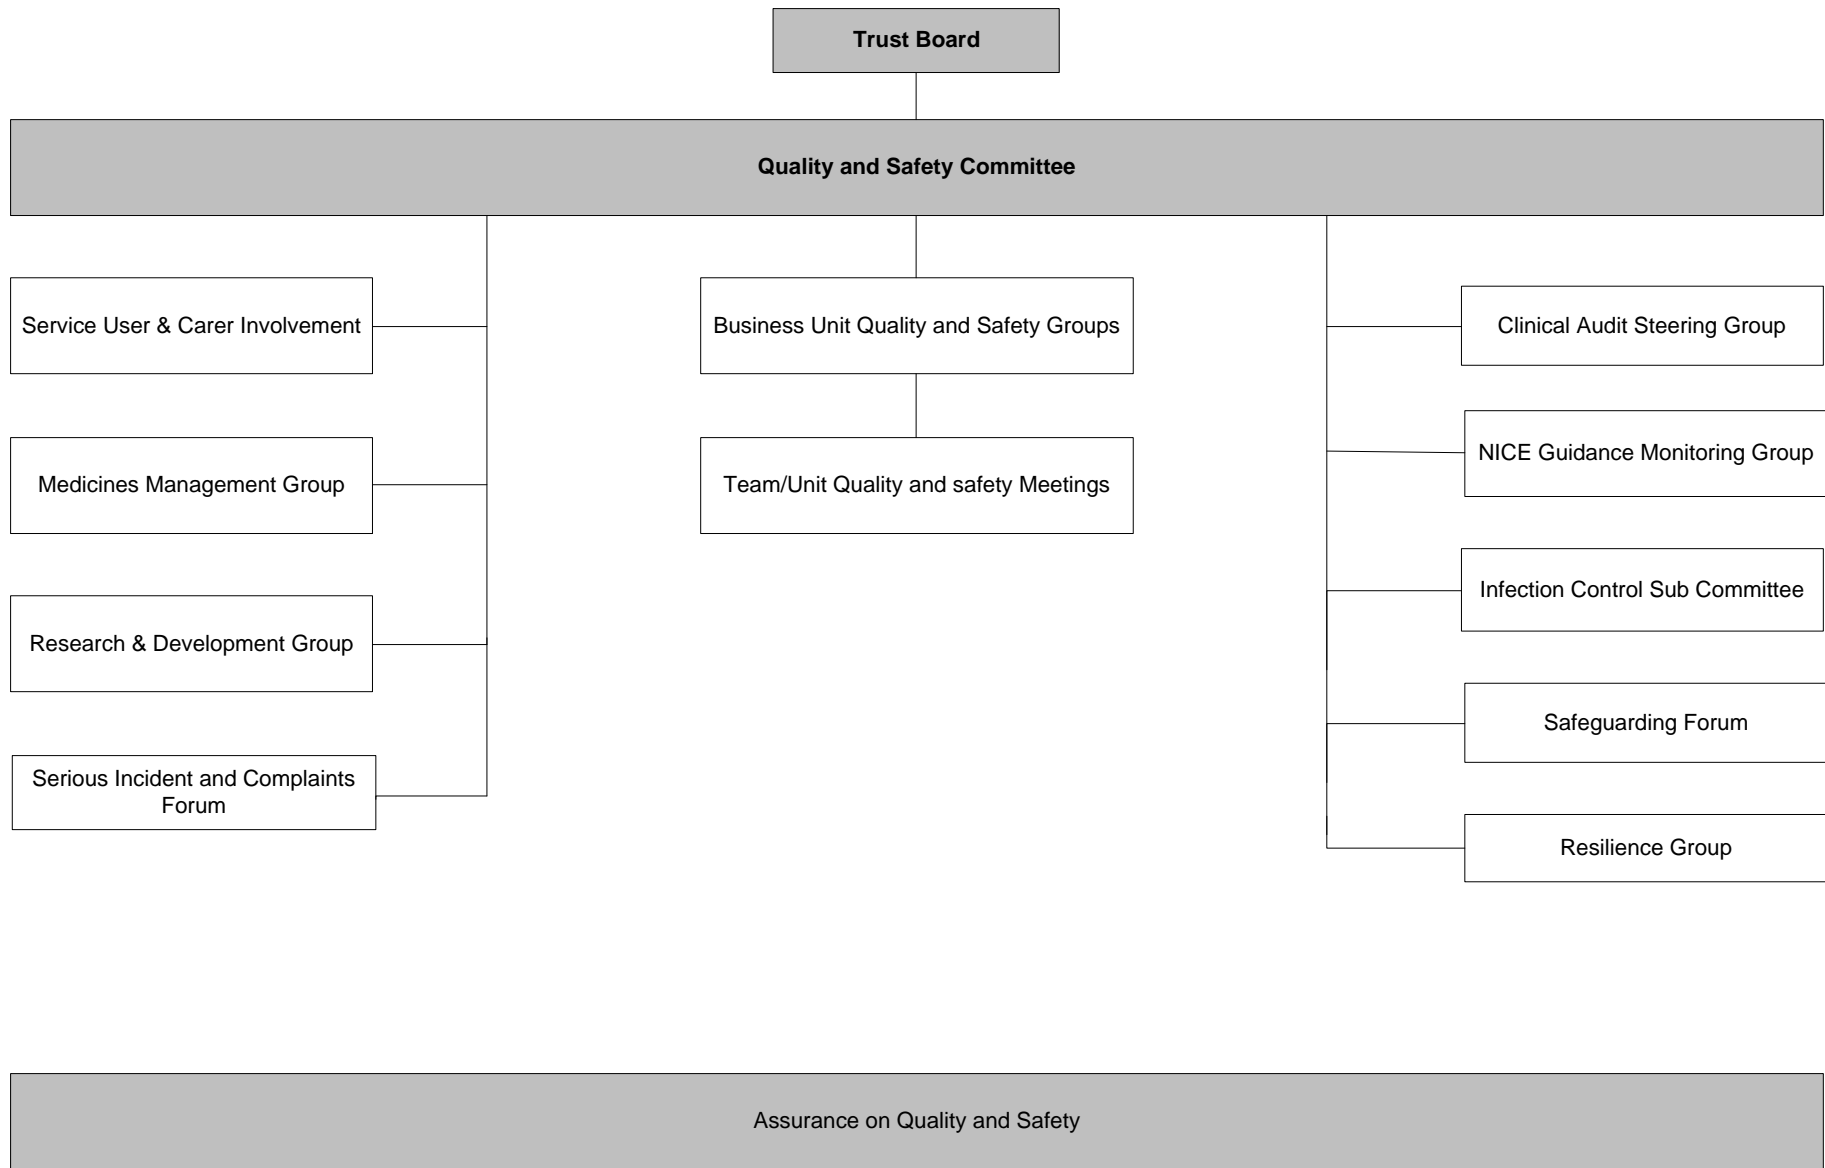 Trust Board
Quality and Safety Committee
Service User & Carer Involvement
Business Unit Quality and Safety Groups
Clinical Audit Steering Group
Medicines Management Group
Team/Unit Quality and safety Meetings
NICE Guidance Monitoring Group
Research & Development Group
Infection Control Sub Committee
Serious Incident and Complaints
Forum
Safeguarding Forum
Resilience Group
Assurance on Quality and Safety